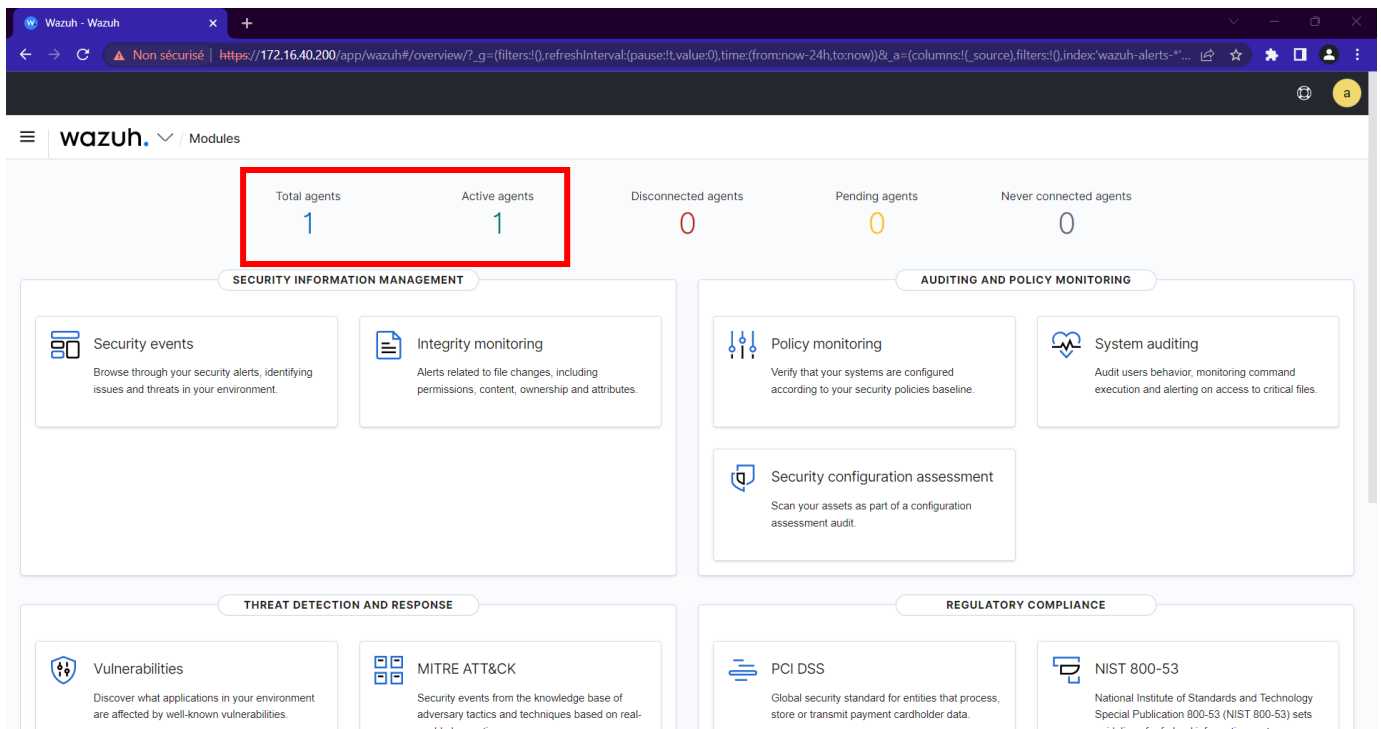 Wazuh - Wazuh
Non sécurisé | https://172.16.40.200/app/wazuh#/overview/?_g=(filters:!(),refreshInterval:(pause:!t,value:0),time:(from:now-24h,to:now))&_a=(columns:!(_source),filters:!(),index:'wazuh-alerts-*'...
a
wazuh. / Modules
Total agents Active agents Disconnected agents Pending agents Never connected agents
1 1 0 0 0
SECURITY INFORMATION MANAGEMENT
Security events
Browse through your security alerts, identifying
issues and threats in your environment.
Integrity monitoring
Alerts related to file changes, including
permissions, content, ownership and attributes.
AUDITING AND POLICY MONITORING
Policy monitoring
Verify that your systems are configured
according to your security policies baseline.
System auditing
Audit users behavior, monitoring command
execution and alerting on access to critical files.
Security configuration assessment
Scan your assets as part of a configuration
assessment audit.
THREAT DETECTION AND RESPONSE
Vulnerabilities
Discover what applications in your environment
are affected by well-known vulnerabilities.
MITRE ATT&CK
Security events from the knowledge base of
adversary tactics and techniques based on real-
REGULATORY COMPLIANCE
PCI DSS
Global security standard for entities that process,
store or transmit payment cardholder data.
NIST 800-53
National Institute of Standards and Technology
Special Publication 800-53 (NIST 800-53) sets